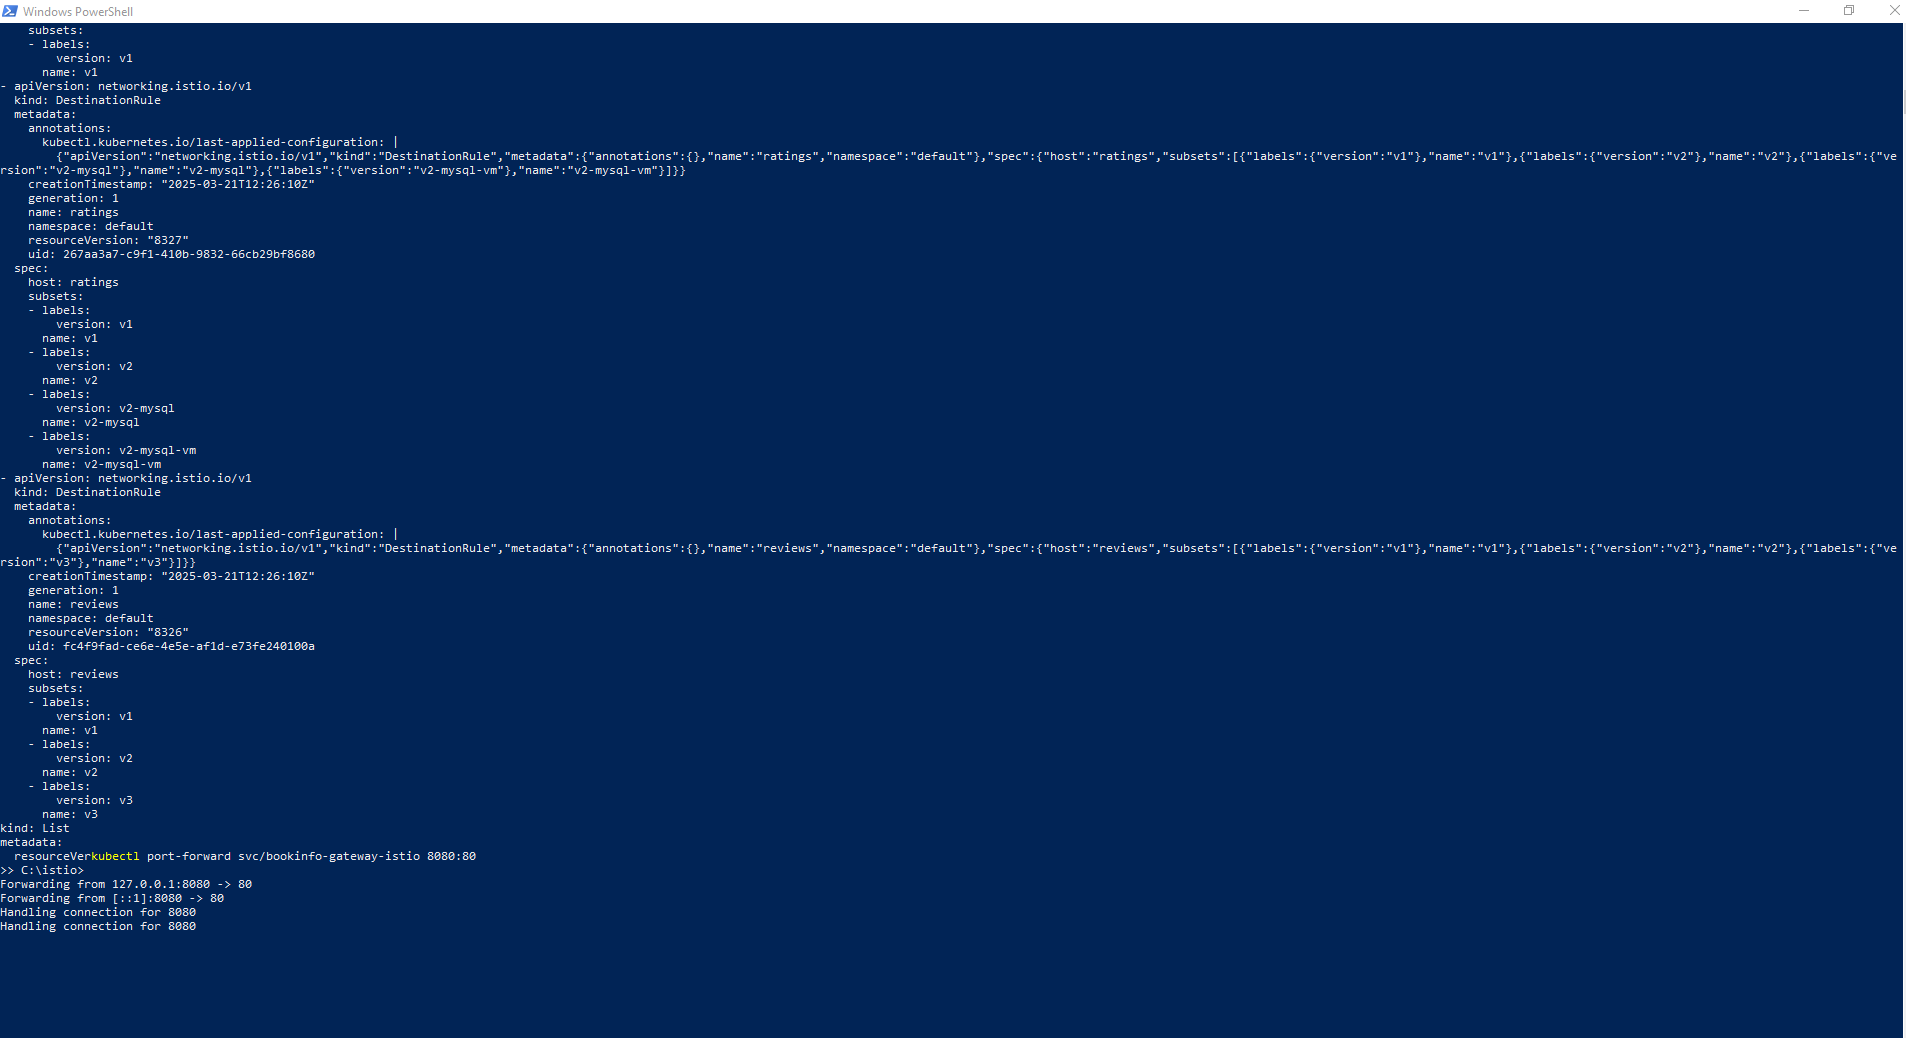 Windows PowerShell
    subsets:
    - labels:
        version: v1
      name: v1
- apiVersion: networking.istio.io/v1
  kind: DestinationRule
  metadata:
    annotations:
      kubectl.kubernetes.io/last-applied-configuration: |
        {"apiVersion":"networking.istio.io/v1","kind":"DestinationRule","metadata":{"annotations":{},"name":"ratings","namespace":"default"},"spec":{"host":"ratings","subsets":[{"labels":{"version":"v1"},"name":"v1"},{"labels":{"version":"v2"},"name":"v2"},{"labels":{"ve
rsion":"v2-mysql"},"name":"v2-mysql"},{"labels":{"version":"v2-mysql-vm"},"name":"v2-mysql-vm"}]}}
    creationTimestamp: "2025-03-21T12:26:10Z"
    generation: 1
    name: ratings
    namespace: default
    resourceVersion: "8327"
    uid: 267aa3a7-c9f1-410b-9832-66cb29bf8680
  spec:
    host: ratings
    subsets:
    - labels:
        version: v1
      name: v1
    - labels:
        version: v2
      name: v2
    - labels:
        version: v2-mysql
      name: v2-mysql
    - labels:
        version: v2-mysql-vm
      name: v2-mysql-vm
- apiVersion: networking.istio.io/v1
  kind: DestinationRule
  metadata:
    annotations:
      kubectl.kubernetes.io/last-applied-configuration: |
        {"apiVersion":"networking.istio.io/v1","kind":"DestinationRule","metadata":{"annotations":{},"name":"reviews","namespace":"default"},"spec":{"host":"reviews","subsets":[{"labels":{"version":"v1"},"name":"v1"},{"labels":{"version":"v2"},"name":"v2"},{"labels":{"ve
rsion":"v3"},"name":"v3"}]}}
    creationTimestamp: "2025-03-21T12:26:10Z"
    generation: 1
    name: reviews
    namespace: default
    resourceVersion: "8326"
    uid: fc4f9fad-ce6e-4e5e-af1d-e73fe240100a
  spec:
    host: reviews
    subsets:
    - labels:
        version: v1
      name: v1
    - labels:
        version: v2
      name: v2
    - labels:
        version: v3
      name: v3
kind: List
metadata:
  resourceVerkubectl port-forward svc/bookinfo-gateway-istio 8080:80
>> C:\istio>
Forwarding from 127.0.0.1:8080 -> 80
Forwarding from [::1]:8080 -> 80
Handling connection for 8080
Handling connection for 8080